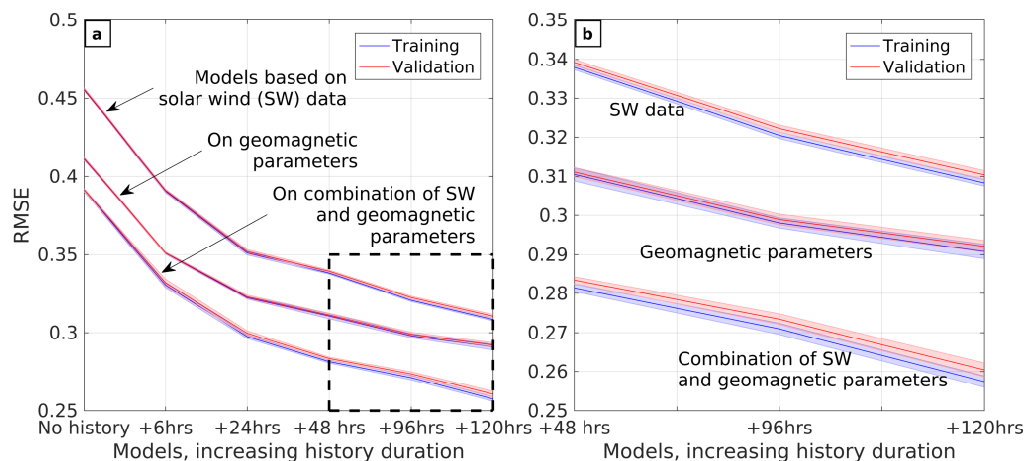 a
0.5
0.45
0.4
0.35
0.3
0.25
RMSE
Training
Validation
Models based on
solar wind (SW) data
On geomagnetic
parameters
On combination of SW
and geomagnetic
parameters
No history +6hrs +24hrs +48 hrs +96hrs +120hrs
Models, increasing history duration
b
0.35
0.34
0.33
0.32
0.31
0.3
0.29
0.28
0.27
0.26
0.25
Training
Validation
SW data
Geomagnetic parameters
Combination of SW
and geomagnetic parameters
+48 hrs +96hrs +120hrs
Models, increasing history duration